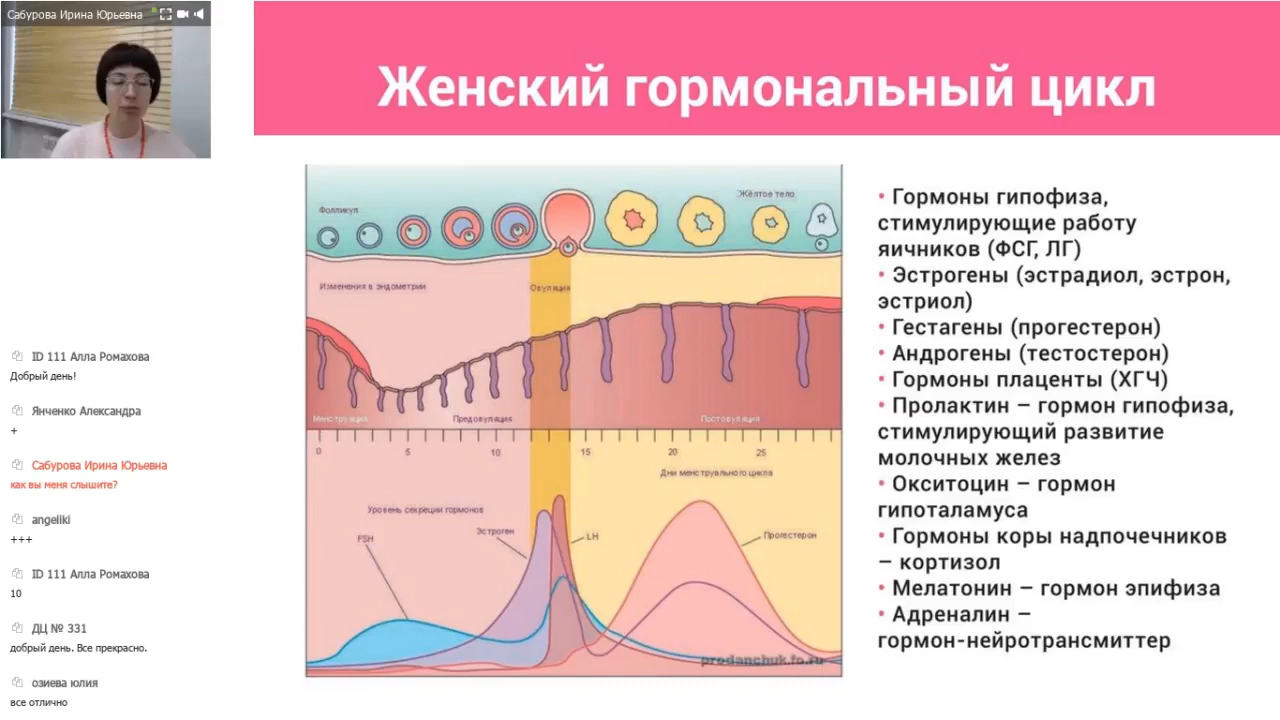 Сабурова Ирина Юрьевна
Женский гормональный цикл
ID 111 Алла Ромахова
Добрый день!
Янченко Александра
+
Сабурова Ирина Юрьевна
как вы меня слышите?
angeliki
+++
ID 111 Алла Ромахова
10
ДЦ № 331
добрый день. Все прекрасно.
озиева юлия
все отлично
Фолликул
Жёлтое тело
Изменения в эндометрии
Овуляция
Менструация
Предовуляция
Постовуляция
0 5 10 15 20 25
Дни менструального цикла
Уровень секреции гормонов
FSH
Эстроген
LH
Прогестерон
prodanchuk.fo.ru
• Гормоны гипофиза,
стимулирующие работу
яичников (ФСГ, ЛГ)
• Эстрогены (эстрадиол, эстрон,
эстриол)
• Гестагены (прогестерон)
• Андрогены (тестостерон)
• Гормоны плаценты (ХГЧ)
• Пролактин – гормон гипофиза,
стимулирующий развитие
молочных желез
• Окситоцин – гормон
гипоталамуса
• Гормоны коры надпочечников
– кортизол
• Мелатонин – гормон эпифиза
• Адреналин –
гормон-нейротрансмиттер